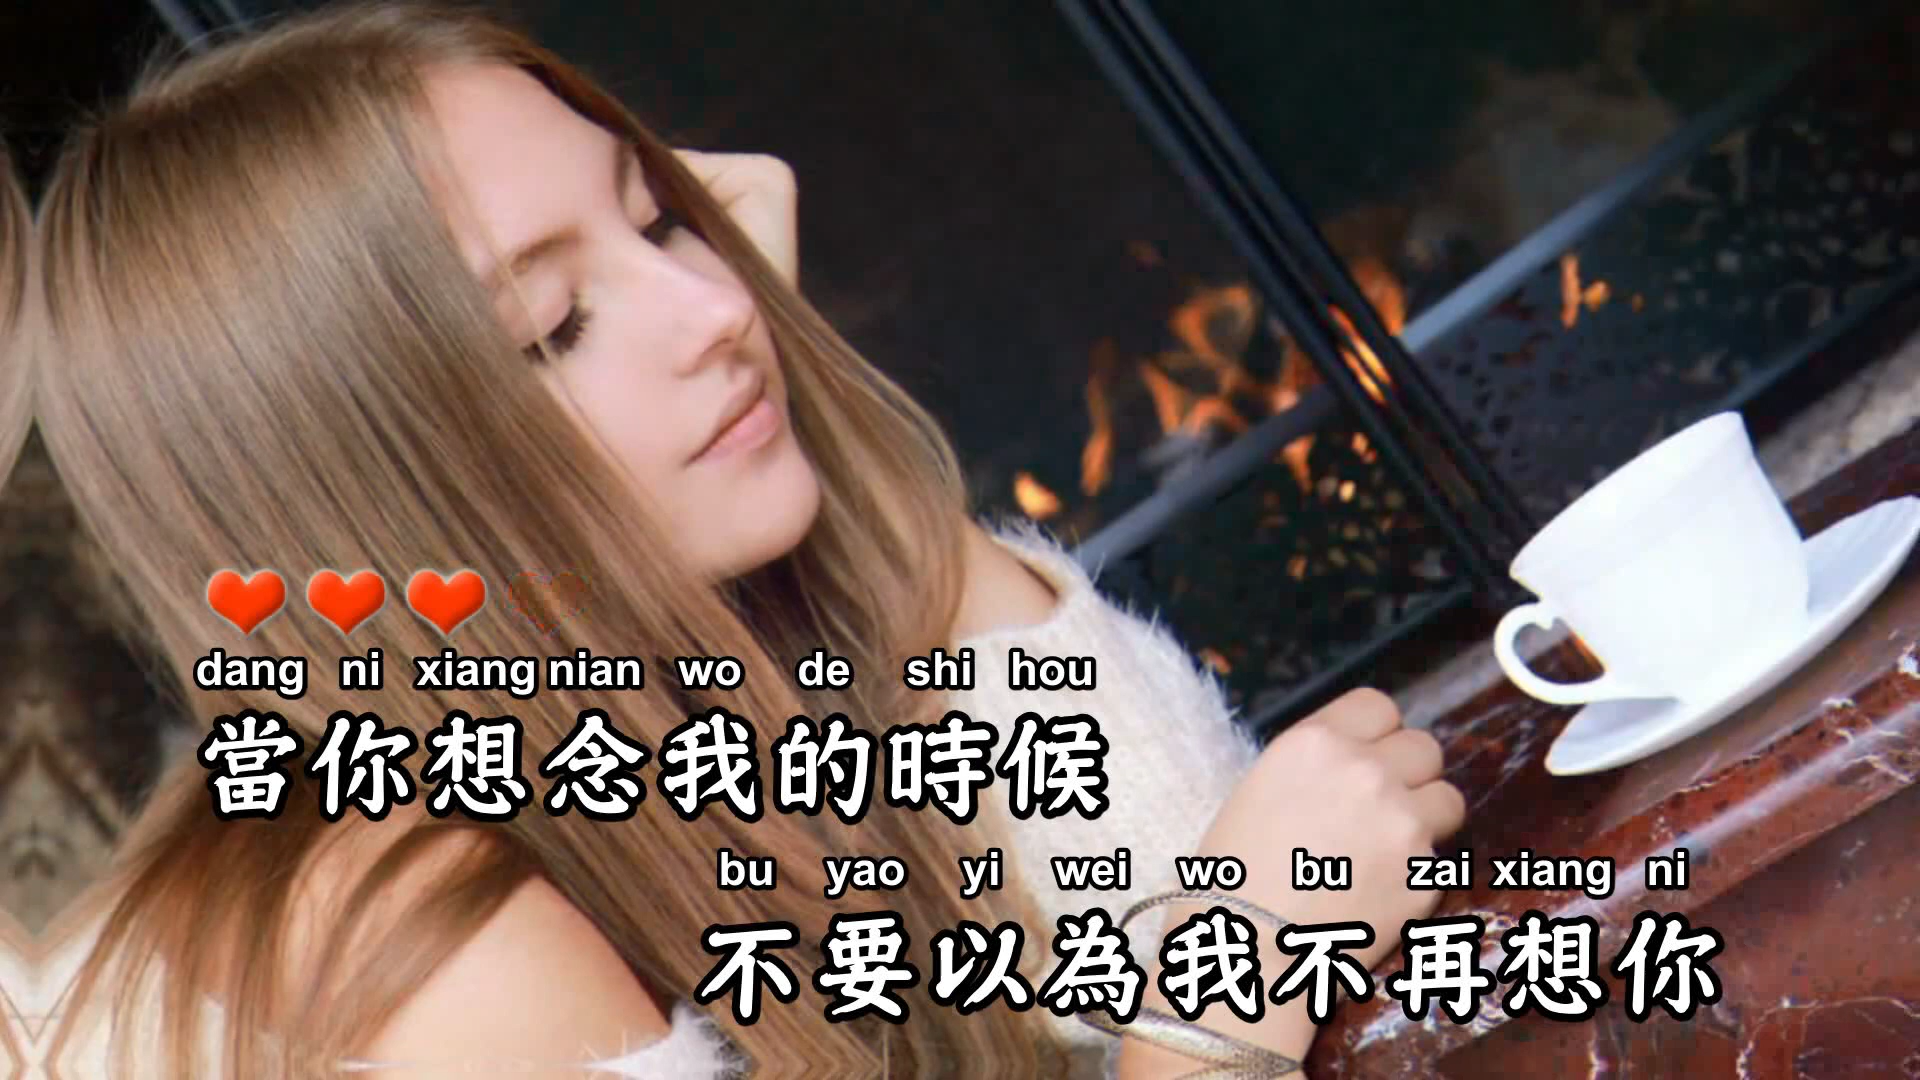 dang ni xiang nian wo de shi hou
當你想念我的時候
bu yao yi wei wo bu zai xiang ni
不要以為我不再想你